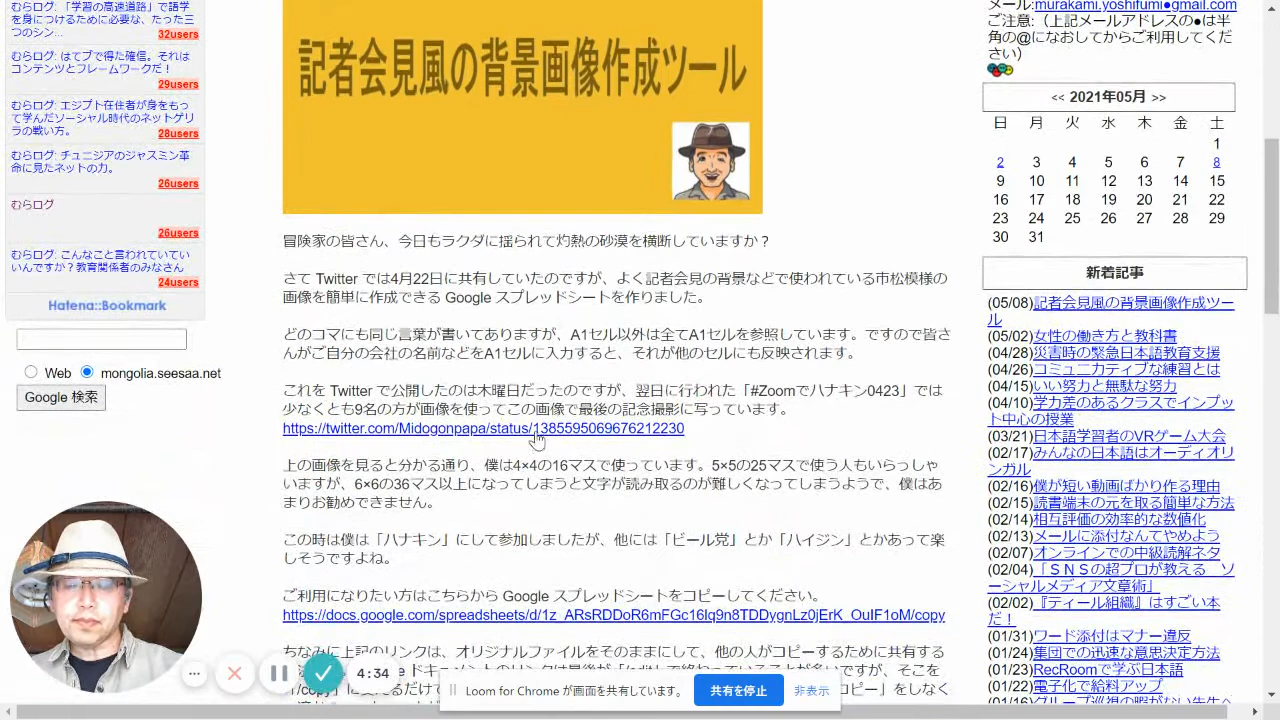 むらログ: 「学習の高速道路」で語学
を身につけるために必要な、たった三
つのシン...
32users
むらログ: はてブで得た確信。それは
コンテンツとフレームワークだ！
29users
むらログ: エジプト在住者が身をもっ
て学んだソーシャル時代のネットゲリ
ラの戦い方。
28users
むらログ: チュニジアのジャスミン革
命に見たネットの力。
26users
むらログ
26users
むらログ: こんなこと言われていてい
いんですか？教育関係者のみなさん
24users
Hatena::Bookmark
Web
mongolia.seesaa.net
Google 検索
記者会見風の背景画像作成ツール
冒険家の皆さん、今日もラクダに揺られて灼熱の砂漠を横断していますか？
さて Twitter では4月22日に共有していたのですが、よく記者会見の背景などで使われている市松模様の
画像を簡単に作成できる Google スプレッドシートを作りました。
どのコマにも同じ言葉が書いてありますが、A1セル以外は全てA1セルを参照しています。ですので皆さ
んがご自分の会社の名前などをA1セルに入力すると、それが他のセルにも反映されます。
これを Twitter で公開したのは木曜日だったのですが、翌日に行われた「#Zoomでハナキン0423」では
少なくとも9名の方が画像を使ってこの画像で最後の記念撮影に写っています。
https://twitter.com/Midogonpapa/status/1385595069676212230
上の画像を見ると分かる通り、僕は4×4の16マスで使っています。5×5の25マスで使う人もいらっしゃ
いますが、6×6の36マス以上になってしまうと文字が読み取るのが難しくなってしまうようで、僕はあ
まりお勧めできません。
この時は僕は「ハナキン」にして参加しましたが、他には「ビール党」とか「ハイジン」とかあって楽
しそうですよね。
ご利用になりたい方はこちらから Google スプレッドシートをコピーしてください。
https://docs.google.com/spreadsheets/d/1z_ARsRDDoR6mFGc16Iq9n8TDDygnLz0jErK_OuIF1oM/copy
ちなみに上記のリンクは、オリジナルファイルをそのままにして、他の人がコピーするために共有する
メール:murakami.yoshifumi●gmail.com
ご注意:（上記メールアドレスの●は半
角の@になおしてからご利用してくだ
さい）
<< 2021年05月 >>
日 月 火 水 木 金 土
1
2 3 4 5 6 7 8
9 10 11 12 13 14 15
16 17 18 19 20 21 22
23 24 25 26 27 28 29
30 31
新着記事
(05/08)記者会見風の背景画像作成ツー
ル
(05/02)女性の働き方と教科書
(04/28)災害時の緊急日本語教育支援
(04/26)コミュニカティブな練習とは
(04/15)いい努力と無駄な努力
(04/10)学力差のあるクラスでインプッ
ト中心の授業
(03/21)日本語学習者のVRゲーム大会
(02/17)みんなの日本語はオーディオリ
ンガル
(02/16)僕が短い動画ばかり作る理由
(02/15)読書端末の元を取る簡単な方法
(02/14)相互評価の効率的な数値化
(02/13)メールに添付なんてやめよう
(02/07)オンラインでの中級読解ネタ
(02/04)「ＳＮＳの超プロが教える　ソ
ーシャルメディア文章術」
(02/02)『ティール組織』はすごい本
だ！
(01/31)ワード添付はマナー違反
(01/24)集団での迅速な意思決定方法
(01/23)RecRoomで学ぶ日本語
(01/22)電子化で給料アップ
4:34
Loom for Chrome が画面を共有しています。
共有を停止
非表示